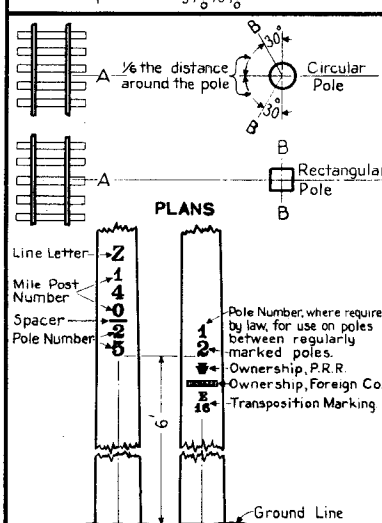 B
30°
A
1/6 the distance
around the pole
Circular
Pole
30°
B
B
A
Rectangular
Pole
B
PLANS
Line Letter
Z
Mile Post
Number
1
4
0
Spacer
Pole Number
2
5
6'
1
2
Pole Number, where require
by law, for use on poles
between regularly
marked poles.
Ownership, P.R.R.
Ownership, Foreign Co
E
16
Transposition Marking
Ground Line